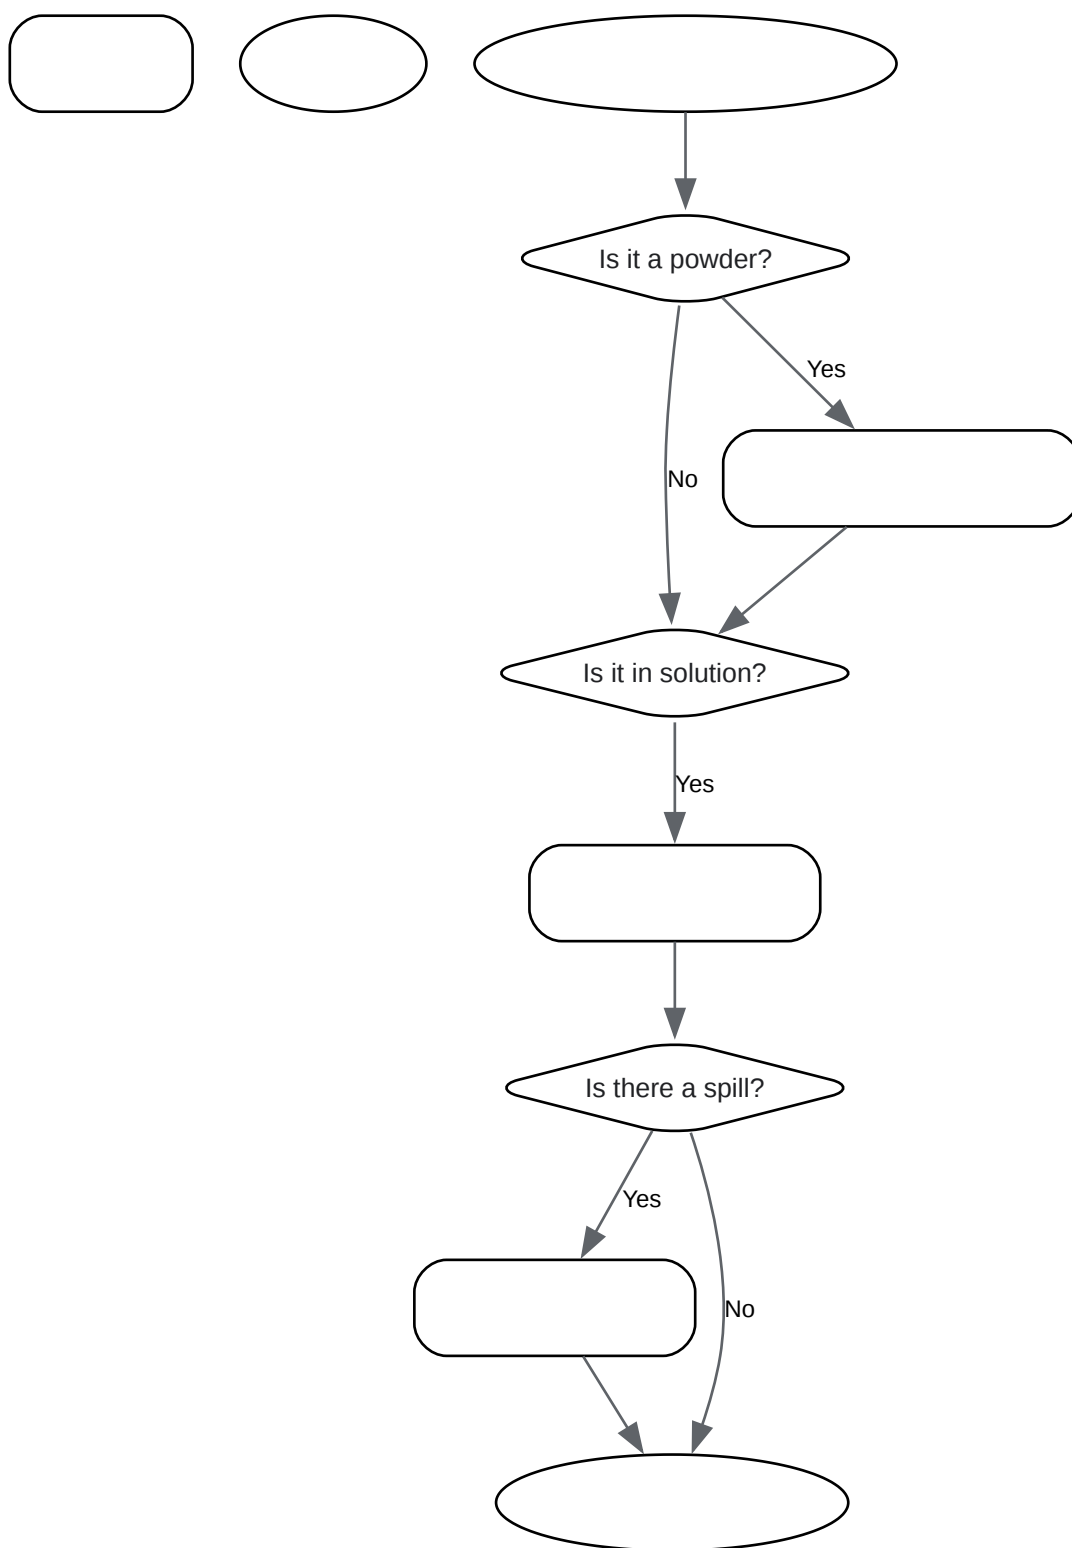 Is it a powder?
Yes
No
Is it in solution?
Yes
Is there a spill?
Yes
No